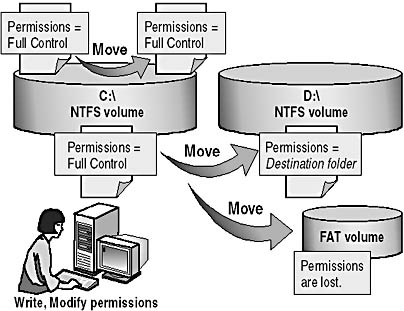 Permissions =
Full Control
Move
Permissions =
Full Control
C:\
NTFS volume
D:\
NTFS volume
Permissions =
Full Control
Move
Permissions =
Destination folder
Move
FAT volume
Permissions
are lost.
Write, Modify permissions